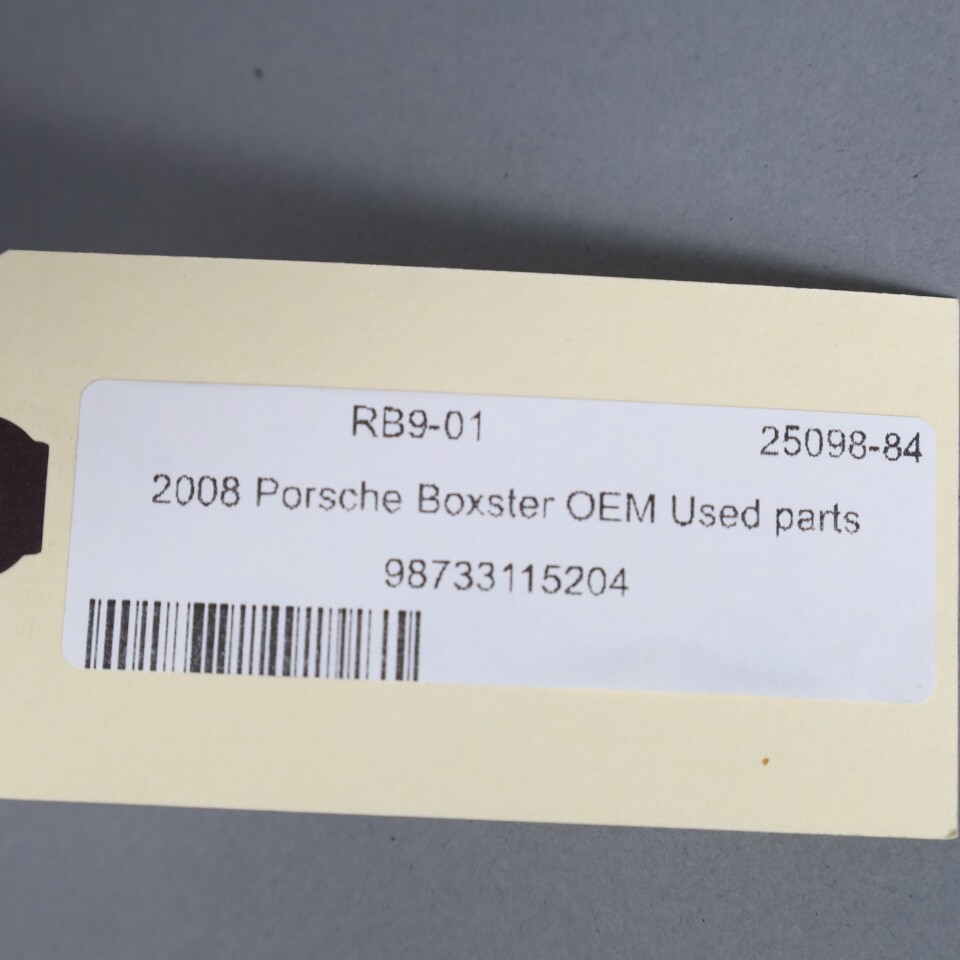 RB9-01 25098-84
2008 Porsche Boxster OEM Used parts
98733115204